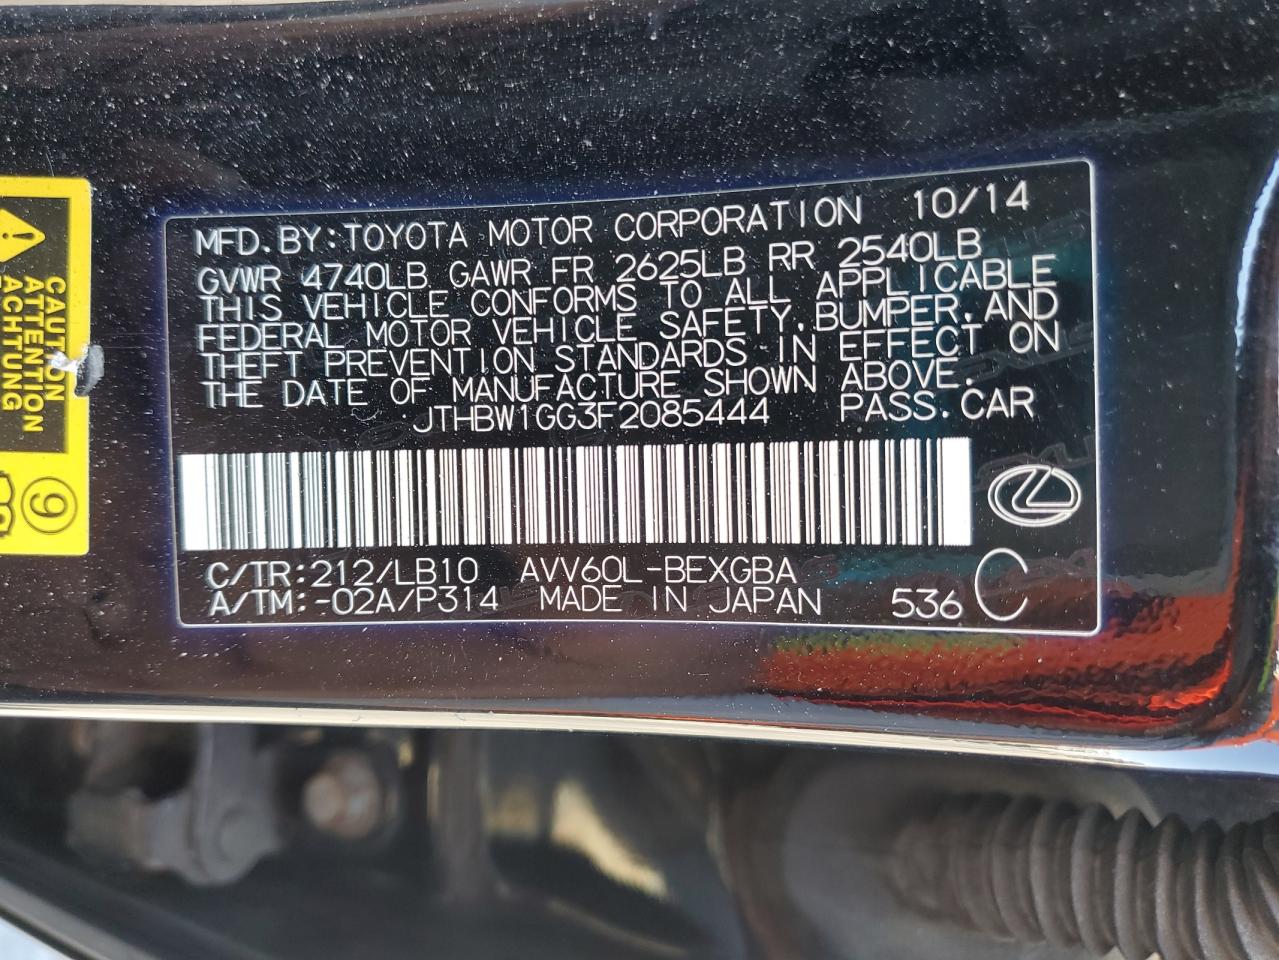 MFD.BY:TOYOTA MOTOR CORPORATION 10/14
GVWR 4740LB GAWR FR 2625LB RR 2540LB
THIS VEHICLE CONFORMS TO ALL APPLICABLE
FEDERAL MOTOR VEHICLE SAFETY,BUMPER,AND
THEFT PREVENTION STANDARDS IN EFFECT ON
THE DATE OF MANUFACTURE SHOWN ABOVE.
JTHBW1GG3F2085444 PASS.CAR
C/TR:212/LB10 AVV60L-BEXGBA
A/TM:-02A/P314 MADE IN JAPAN 536 C
CAUTION
ATTENTION
ACHTUNG
9